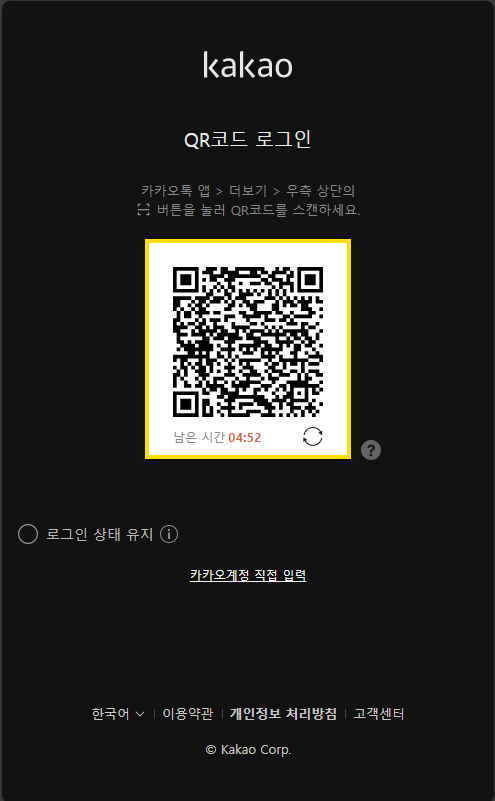 kakao
QR코드 로그인
카카오톡 앱 > 더보기 > 우측 상단의
버튼을 눌러 QR코드를 스캔하세요.
남은 시간 04:52
?
로그인 상태 유지 i
카카오계정 직접 입력
한국어 이용약관 개인정보 처리방침 고객센터
© Kakao Corp.